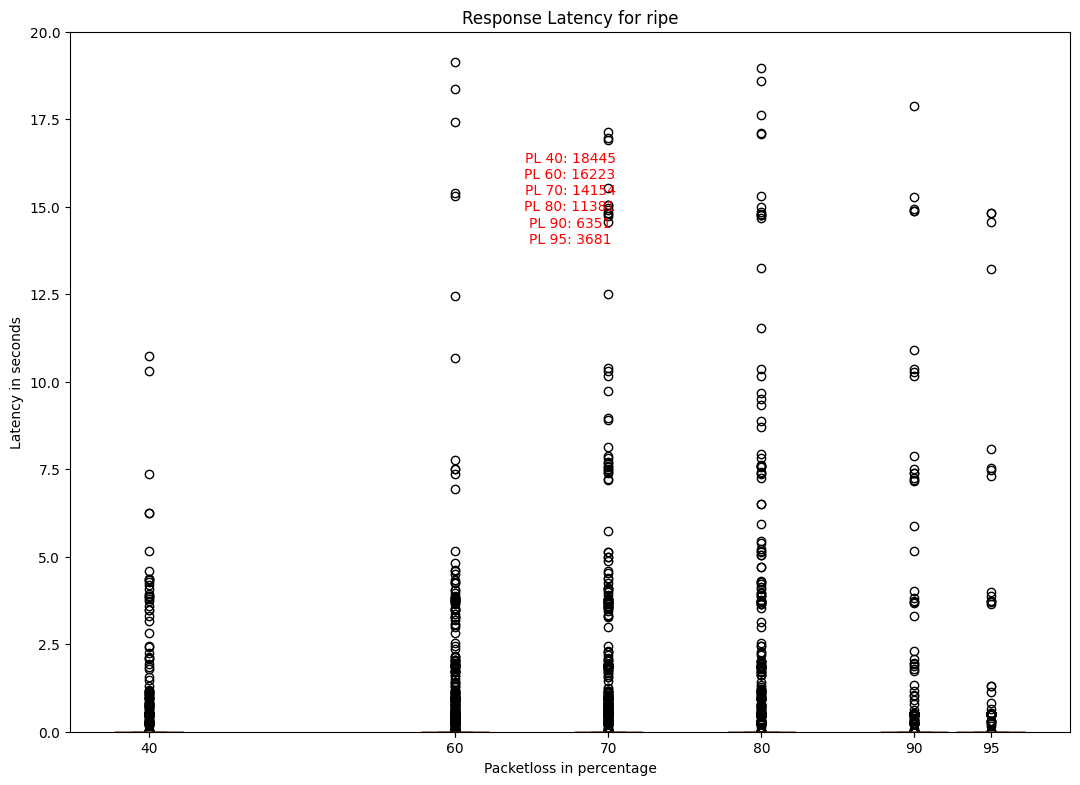 Response Latency for ripe
20.0
17.5
15.0
12.5
10.0
7.5
5.0
2.5
0.0
Latency in seconds
PL 40: 18445
PL 60: 16223
PL 70: 14154
PL 80:
PL 90:
PL 95: 3681
40 60 70 80 90 95
Packetloss in percentage